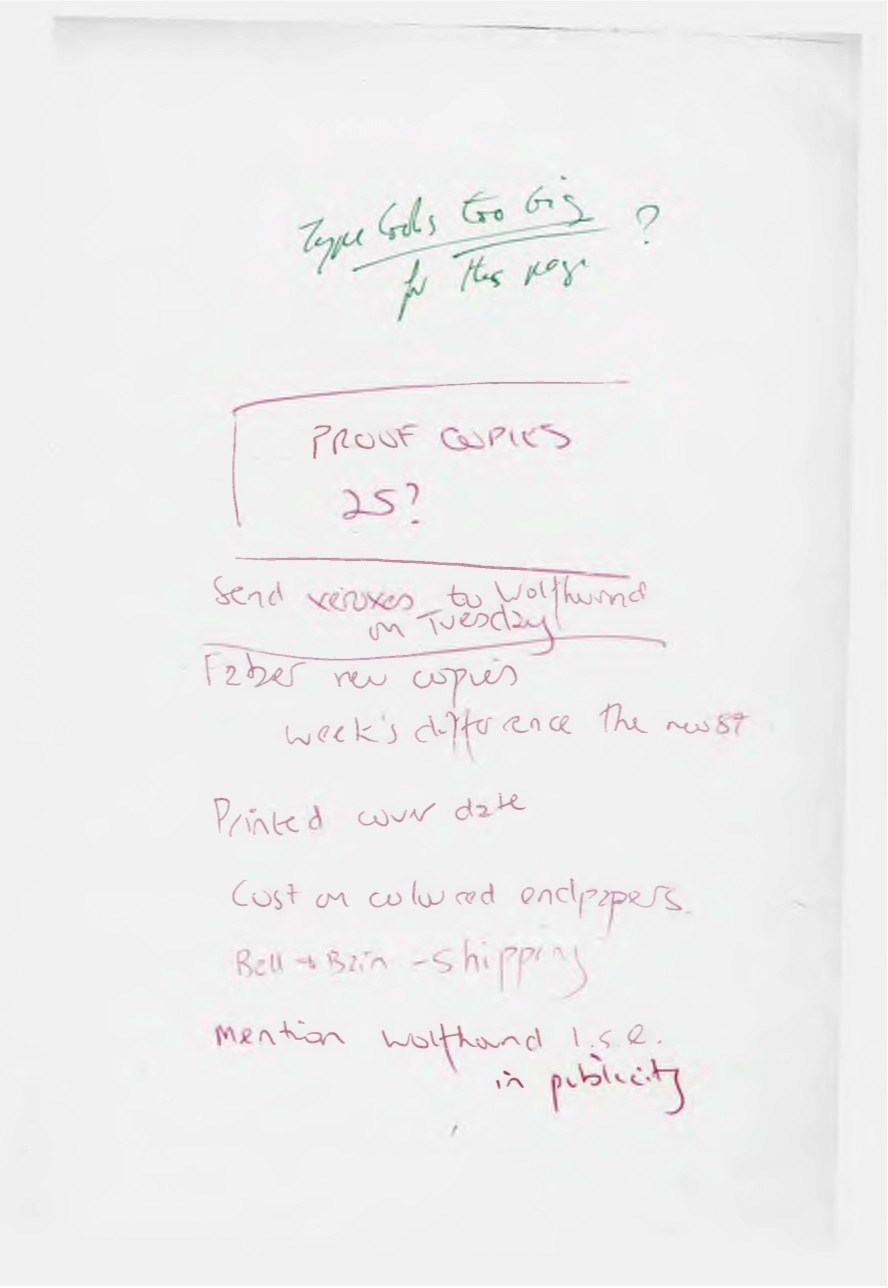 Type looks too big ?
for this page
PROOF COPIES
25?
Send xeroxes to Wolfhound
on Tuesday
Faber new copies
week's difference the most
Printed cover date
Cost on coloured endpapers.
Bell + Bain - shipping
Mention Wolfhound
in publicity